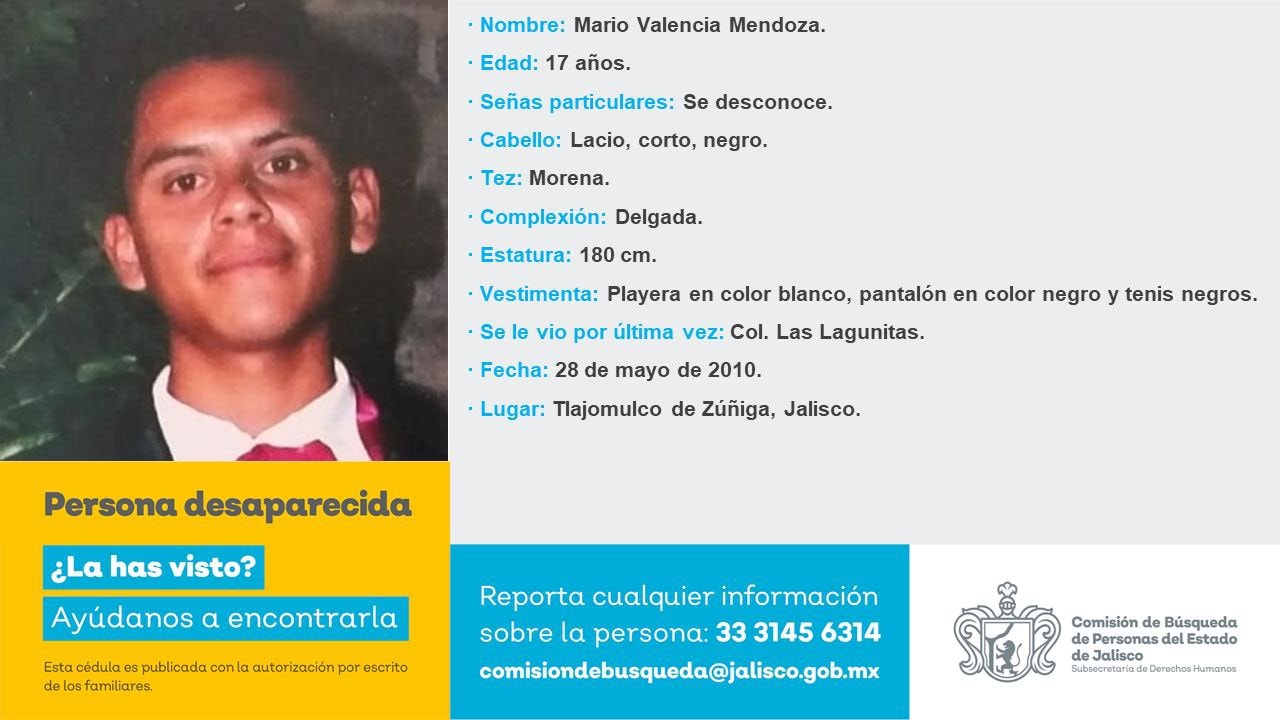 · Nombre: Mario Valencia Mendoza.
· Edad: 17 años.
· Señas particulares: Se desconoce.
· Cabello: Lacio, corto, negro.
· Tez: Morena.
· Complexión: Delgada.
· Estatura: 180 cm.
· Vestimenta: Playera en color blanco, pantalón en color negro y tenis negros.
· Se le vio por última vez: Col. Las Lagunitas.
· Fecha: 28 de mayo de 2010.
· Lugar: Tlajomulco de Zúñiga, Jalisco.
Persona desaparecida
¿La has visto?
Ayúdanos a encontrarla
Esta cédula es publicada con la autorización por escrito
de los familiares.
Reporta cualquier información
sobre la persona: 33 3145 6314
comisiondebusqueda@jalisco.gob.mx
Comisión de Búsqueda
de Personas del Estado
de Jalisco
Subsecretaría de Derechos Humanos